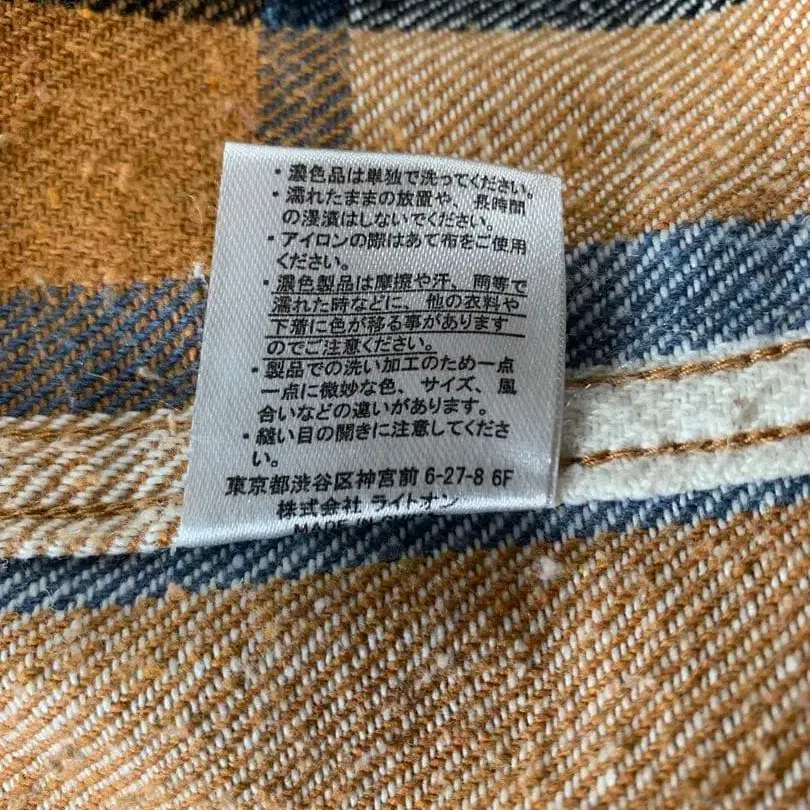 ・濃色品は単独で洗ってください。
・濡れたままの放置や、長時間
の浸漬はしないでください。
・アイロンの際はあて布をご使用
ください。
・濃色製品は摩擦や汗、雨等で
濡れた時などに、他の衣料や
下着に色が移る事があります
のでご注意ください。
・製品での洗い加工のため一点
一点に微妙な色、サイズ、風
合いなどの違いがあります。
・縫い目の開きに注意してくださ
い。
東京都渋谷区神宮前 6-27-8 6F
株式会社 ライトオン
MADE IN